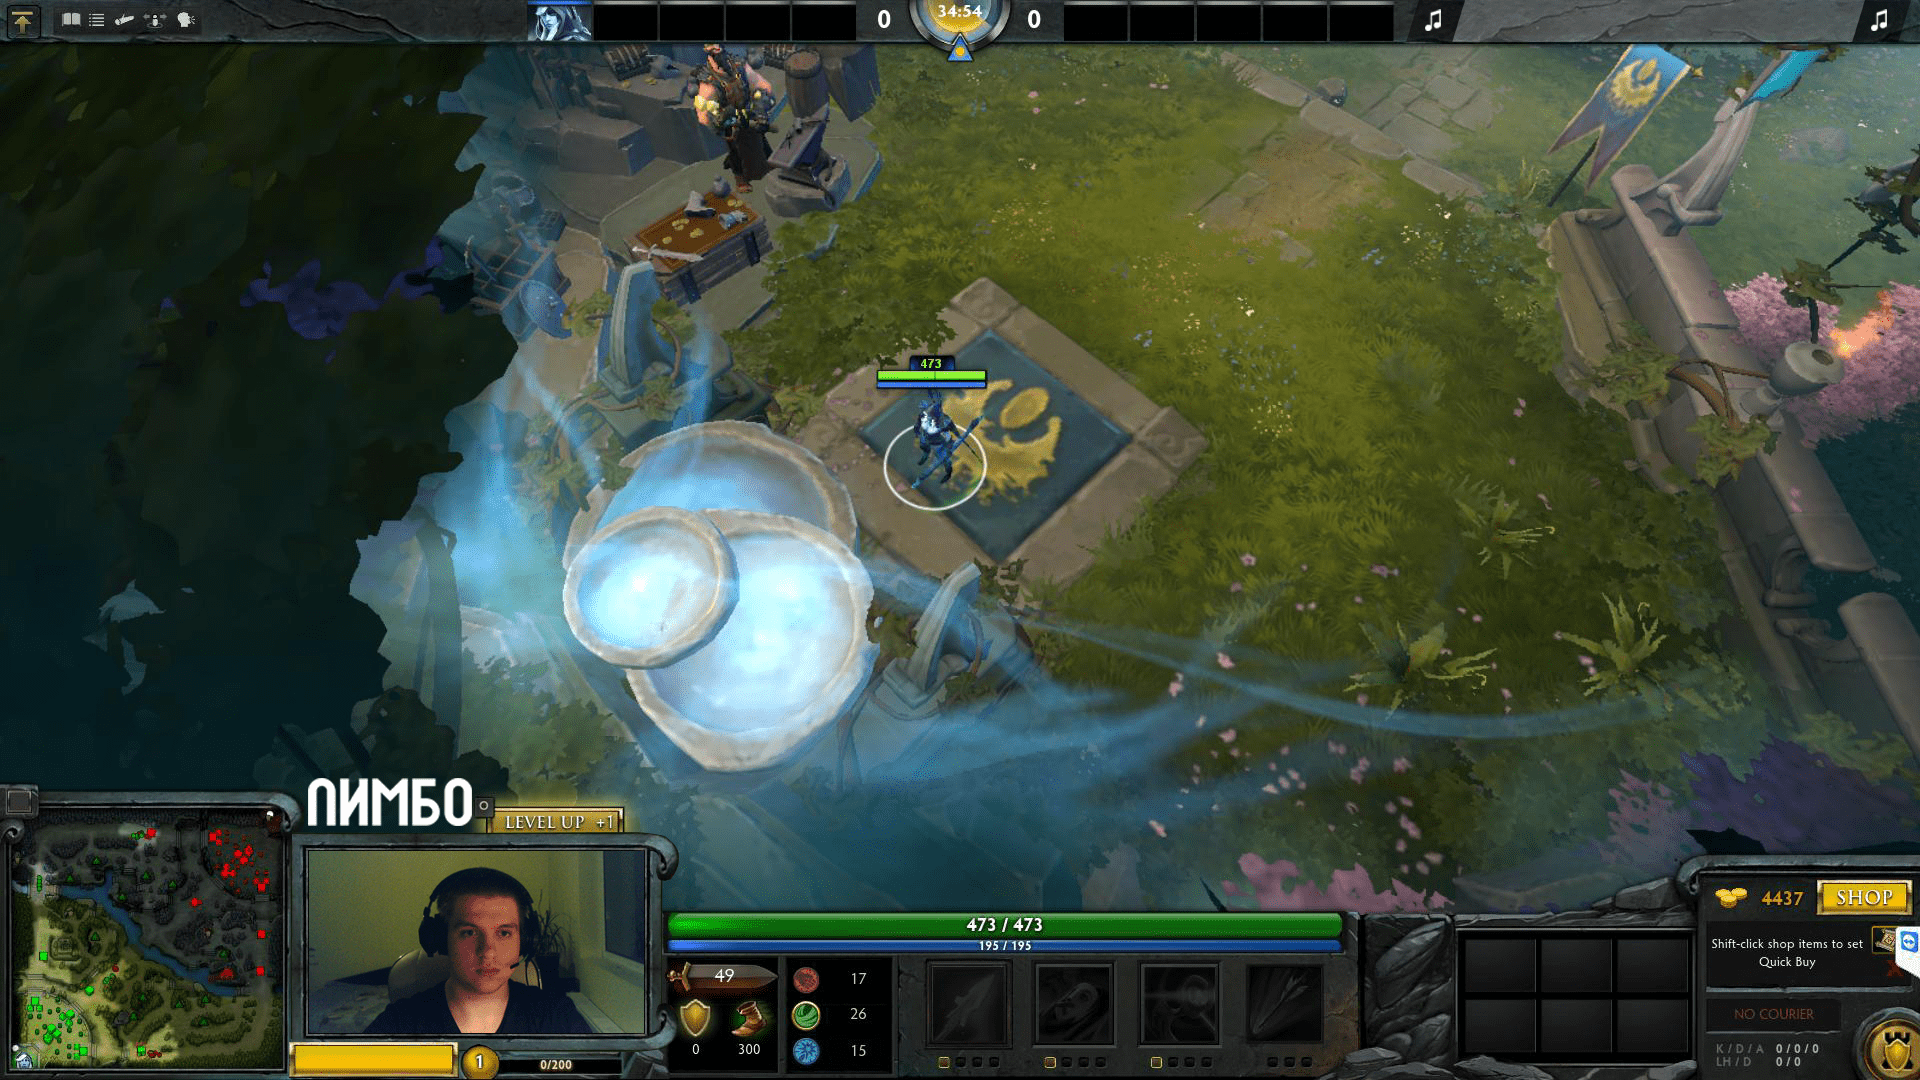 0
34:54
0
473
ЛИМБО
LEVEL UP +1
473 / 473
195 / 195
49
0
300
17
26
15
1
0/200
4437
SHOP
Shift-click shop items to set
Quick Buy
NO COURIER
K / D / A 0 / 0 / 0
LH / D 0 / 0